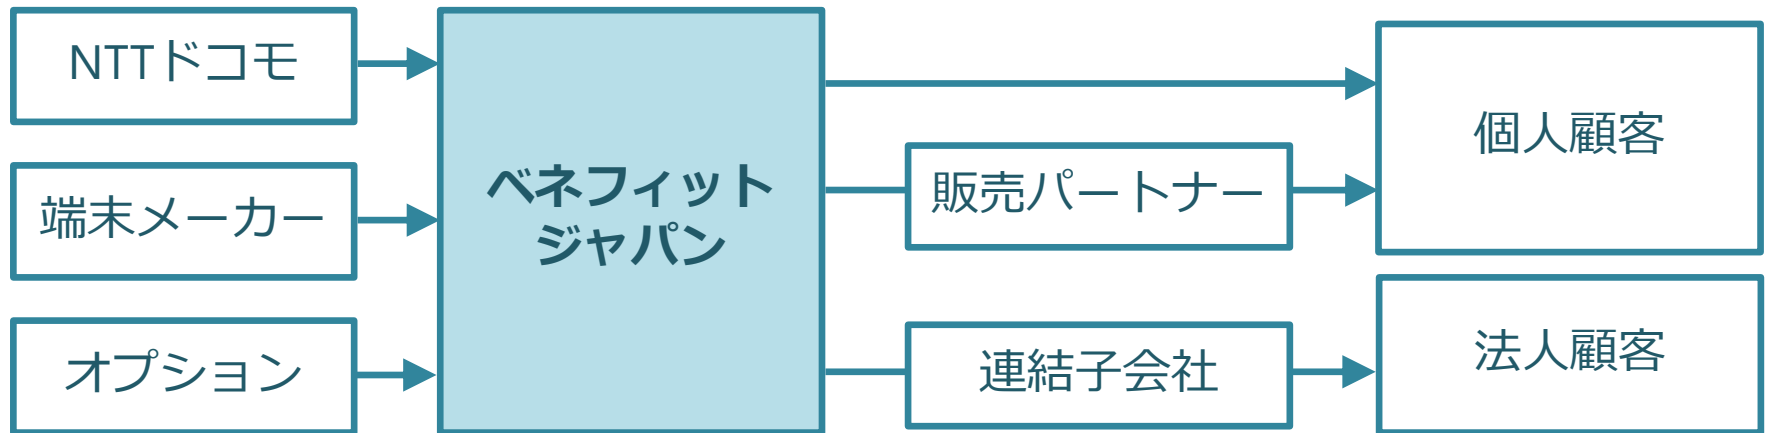 NTTドコモ
端末メーカー
オプション
ベネフィット
ジャパン
販売パートナー
連結子会社
個人顧客
法人顧客